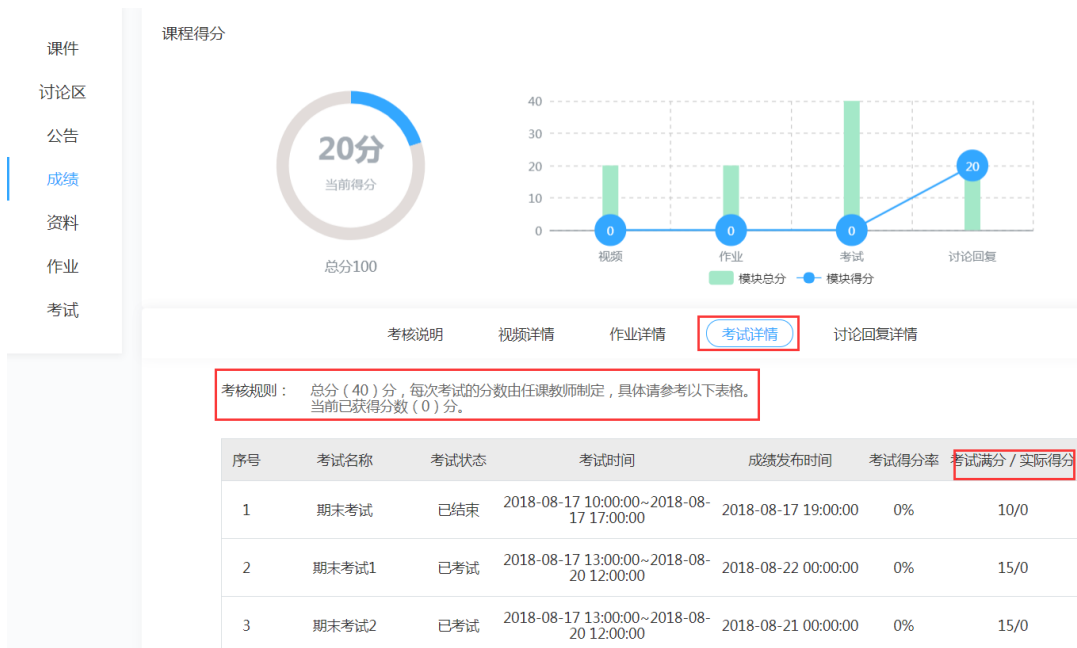 课程得分
课件
讨论区
公告
成绩
资料
作业
考试
20分
当前得分
总分100
40
30
20
10
0
0
0
0
20
视频
作业
考试
讨论回复
模块总分
模块得分
考核说明
视频详情
作业详情
考试详情
讨论回复详情
考核规则：
总分（40）分，每次考试的分数由任课教师制定，具体请参考以下表格。
当前已获得分数（0）分。
序号 考试名称 考试状态 考试时间 成绩发布时间 考试得分率 考试满分 / 实际得分
1 期末考试 已结束 2018-08-17 10:00:00~2018-08-
17 17:00:00 2018-08-17 19:00:00 0% 10/0
2 期末考试1 已考试 2018-08-17 13:00:00~2018-08-
20 12:00:00 2018-08-22 00:00:00 0% 15/0
3 期末考试2 已考试 2018-08-17 13:00:00~2018-08-
20 12:00:00 2018-08-21 00:00:00 0% 15/0